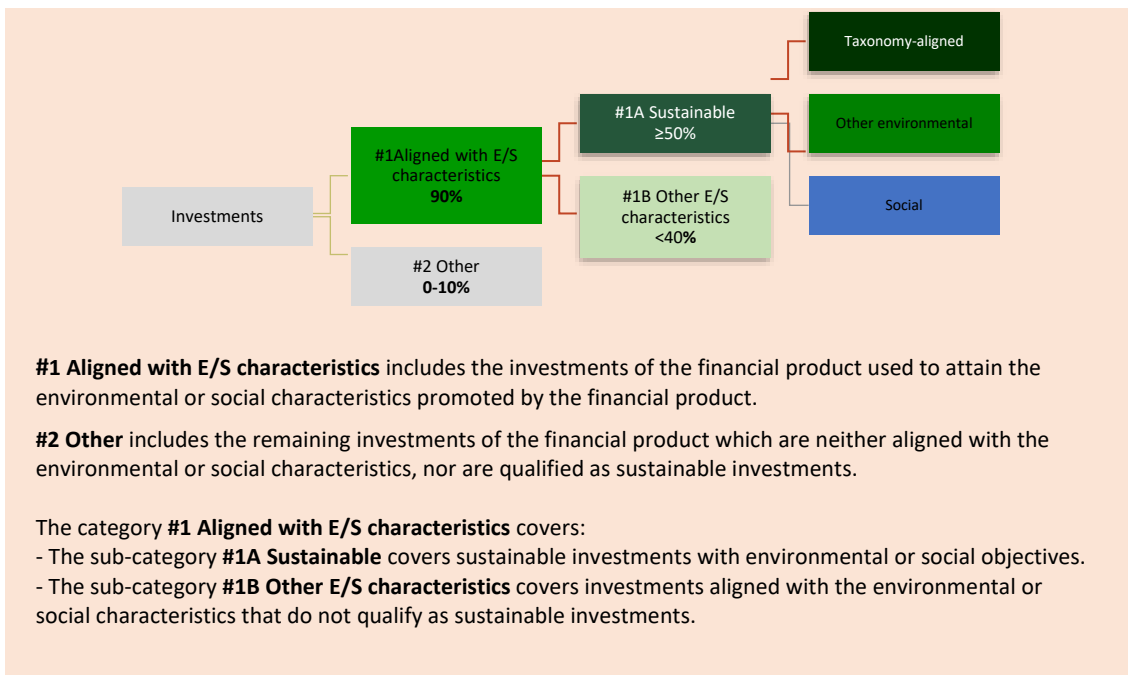 Taxonomy-aligned
#1A Sustainable
≥50%
Other environmental
#1Aligned with E/S
characteristics
90%
#1B Other E/S
characteristics
<40%
Social
Investments
#2 Other
0-10%
#1 Aligned with E/S characteristics includes the investments of the financial product used to attain the
environmental or social characteristics promoted by the financial product.
#2 Other includes the remaining investments of the financial product which are neither aligned with the
environmental or social characteristics, nor are qualified as sustainable investments.
The category #1 Aligned with E/S characteristics covers:
- The sub-category #1A Sustainable covers sustainable investments with environmental or social objectives.
- The sub-category #1B Other E/S characteristics covers investments aligned with the environmental or
social characteristics that do not qualify as sustainable investments.